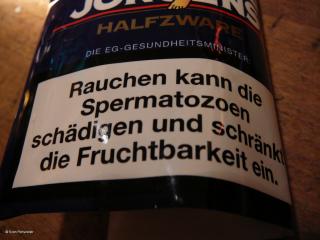 HALFZWARE
DIE EG-GESUNDHEITSMINISTER:
Rauchen kann die
Spermatozoen
schädigen und schränkt
die Fruchtbarkeit ein.